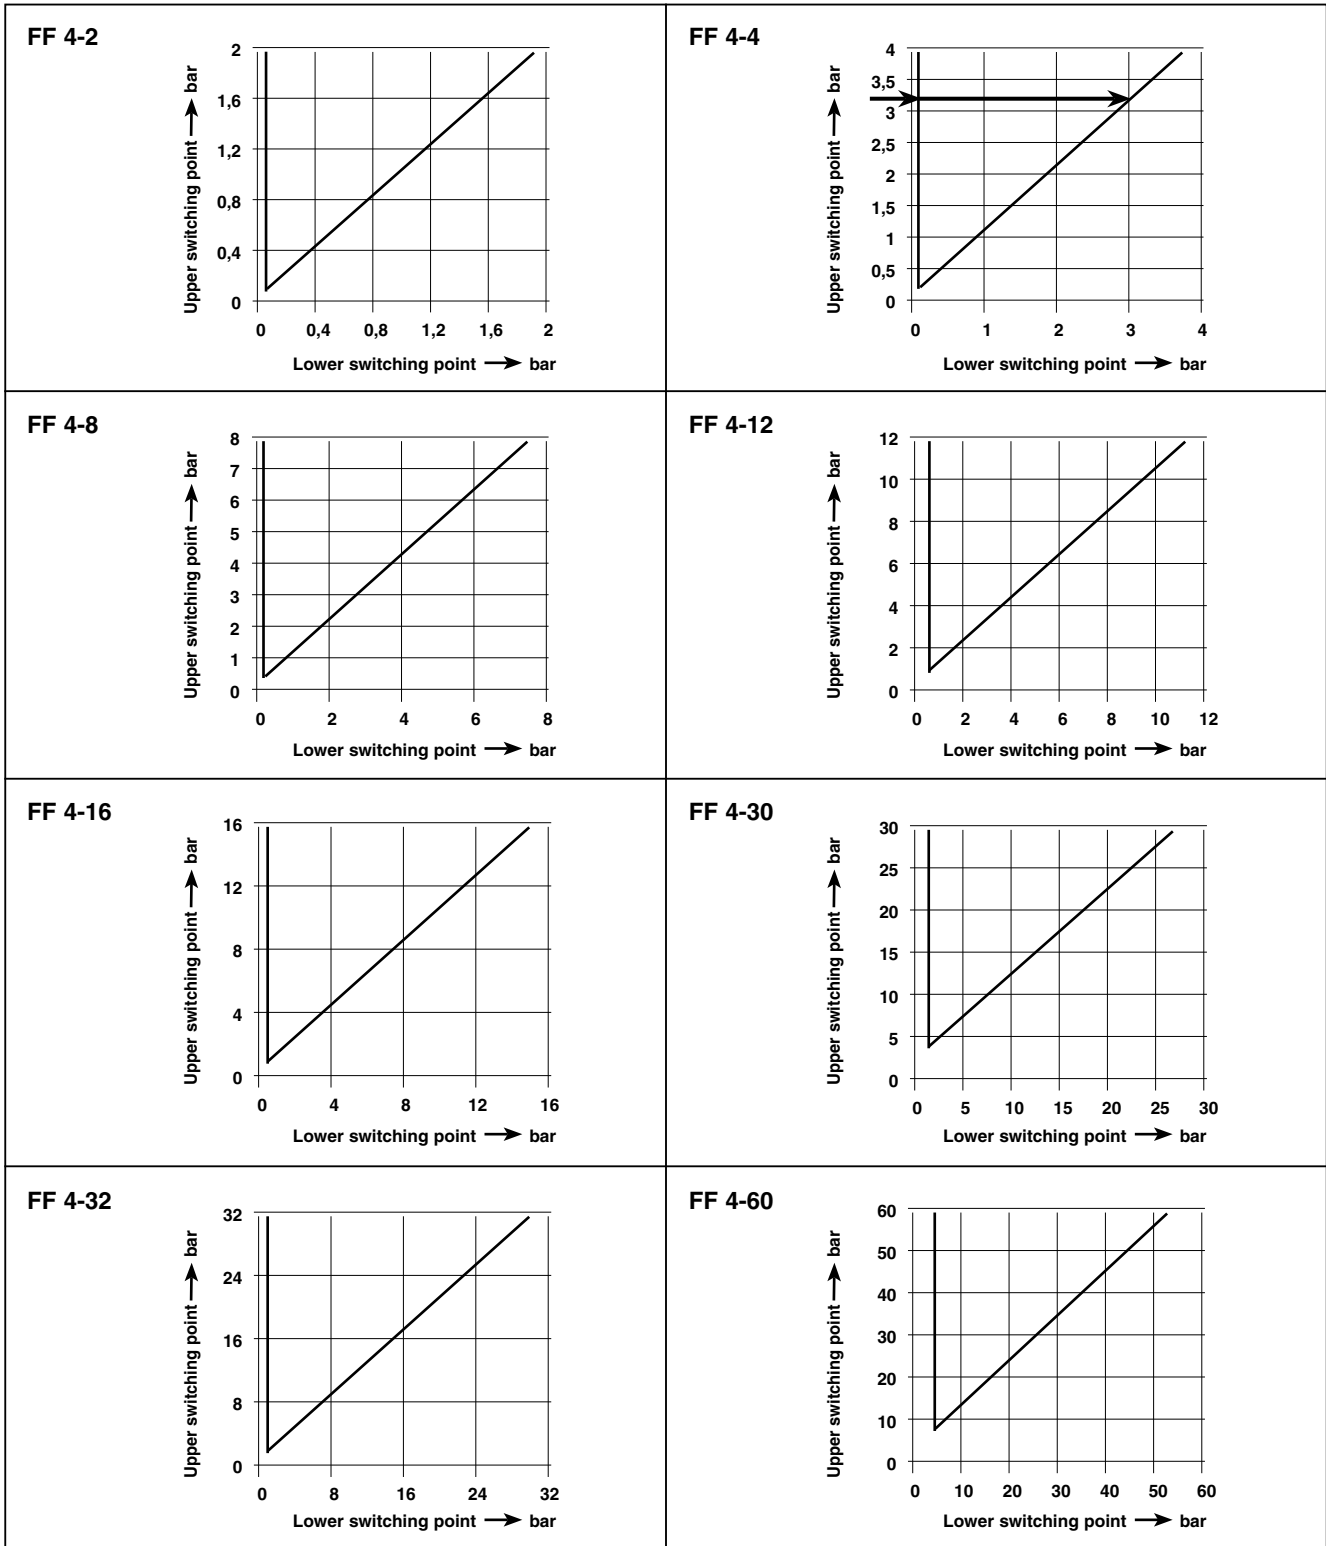 FF 4-2
Upper switching point bar
2
1,6
1,2
0,8
0,4
0
0 0,4 0,8 1,2 1,6 2
Lower switching point bar
FF 4-4
Upper switching point bar
4
3,5
3
2,5
2
1,5
1
0,5
0
0 1 2 3 4
Lower switching point bar
FF 4-8
Upper switching point bar
8
7
6
5
4
3
2
1
0
0 2 4 6 8
Lower switching point bar
FF 4-12
Upper switching point bar
12
10
8
6
4
2
0
0 2 4 6 8 10 12
Lower switching point bar
FF 4-16
Upper switching point bar
16
12
8
4
0
0 4 8 12 16
Lower switching point bar
FF 4-30
Upper switching point bar
30
25
20
15
10
5
0
0 5 10 15 20 25 30
Lower switching point bar
FF 4-32
Upper switching point bar
32
24
16
8
0
0 8 16 24 32
Lower switching point bar
FF 4-60
Upper switching point bar
60
50
40
30
20
10
0
0 10 20 30 40 50 60
Lower switching point bar